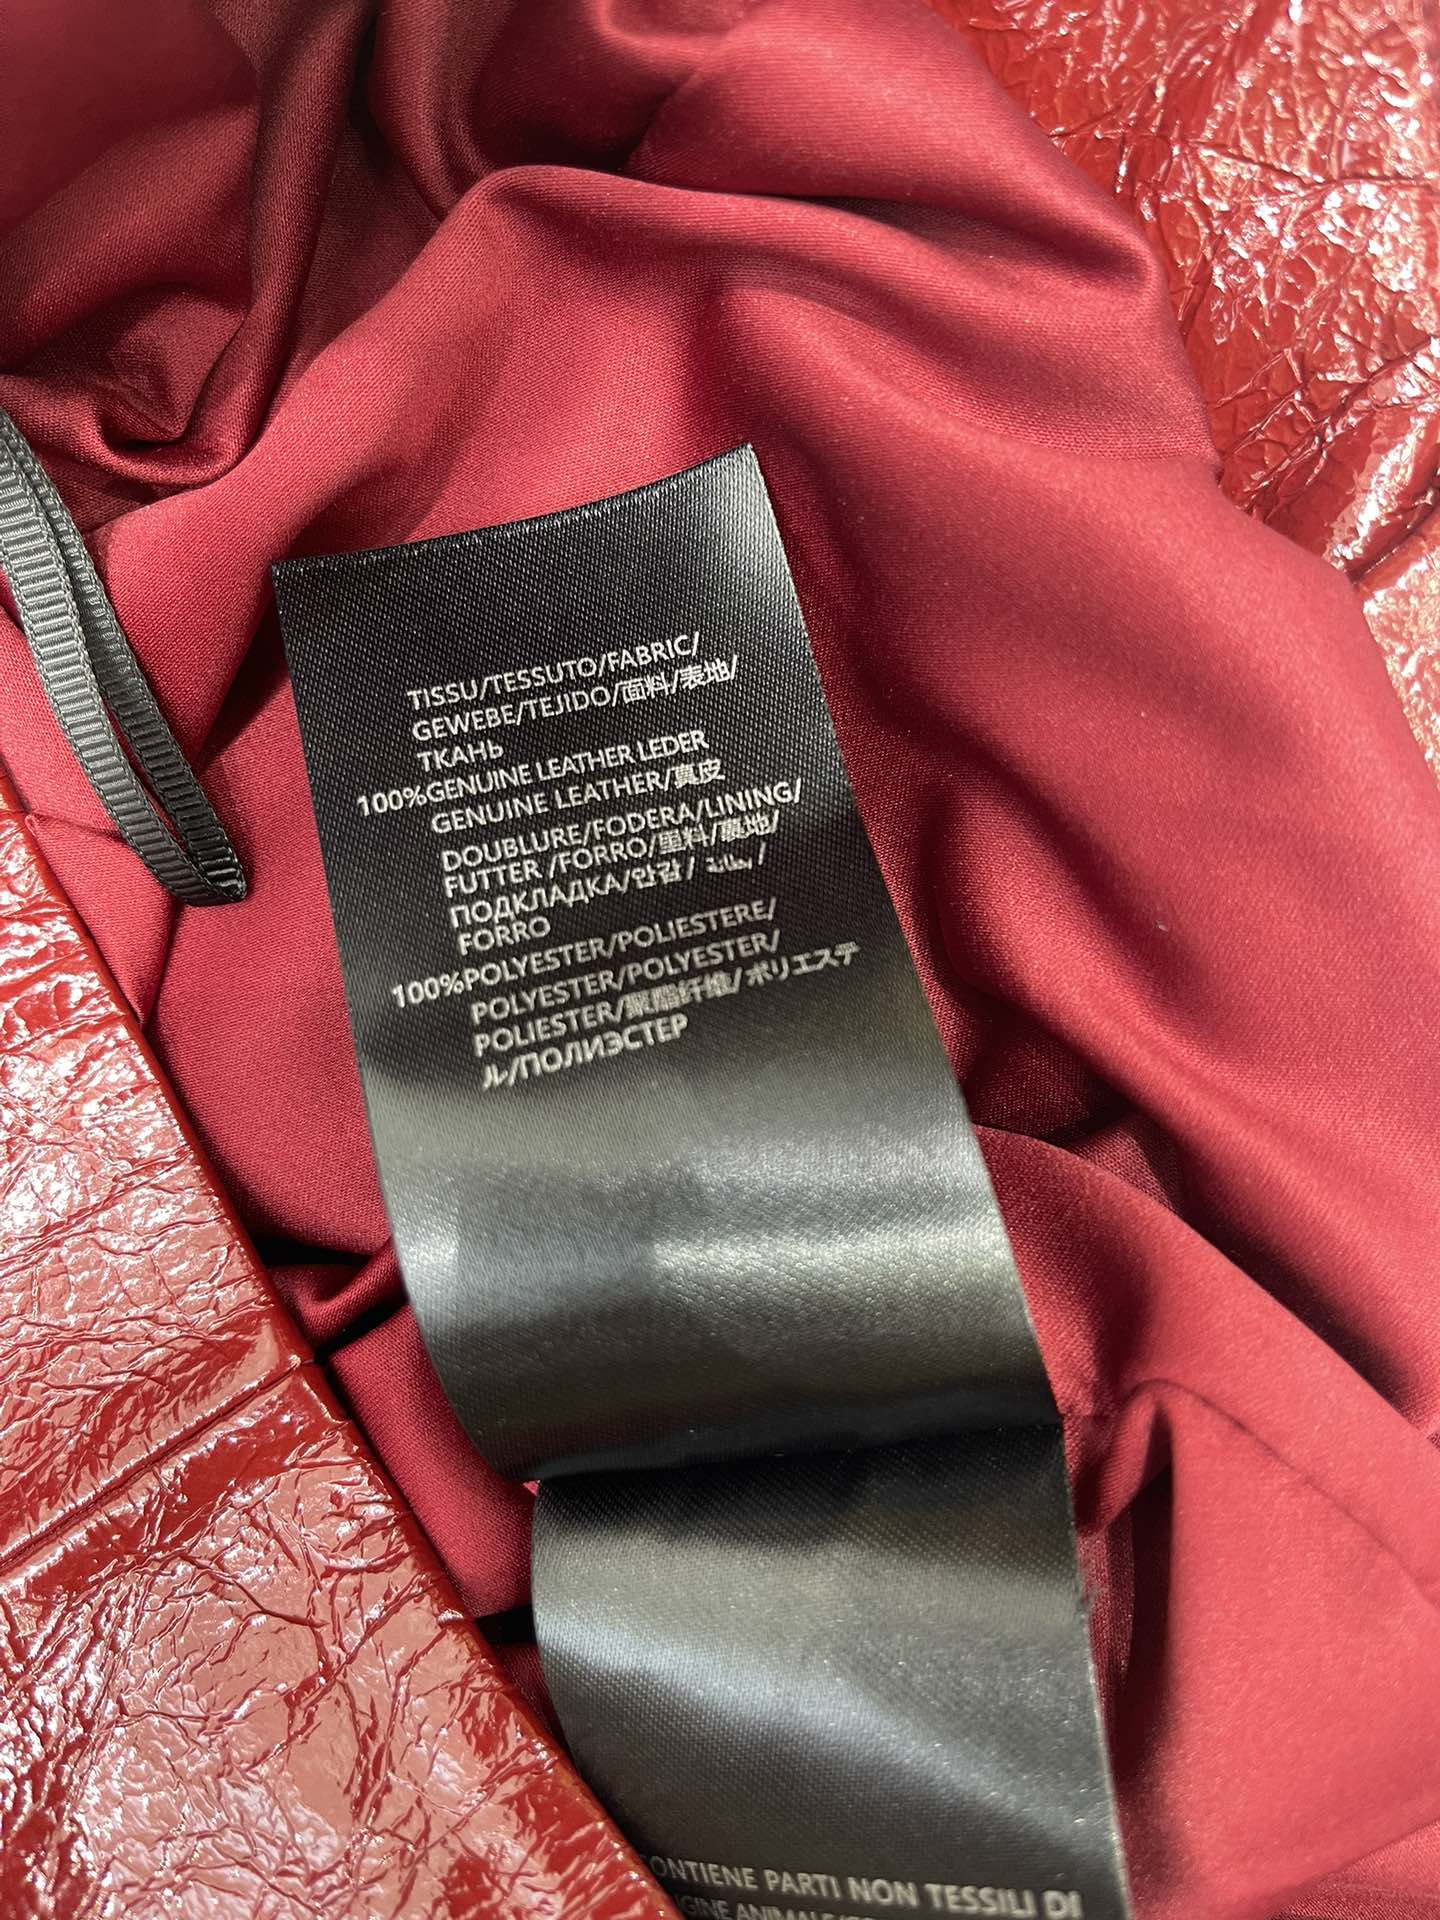 TISSU/TESSUTO/FABRIC/
GEWEBE/TEJIDO/面料/表地/
ТКАНЬ
100%GENUINE LEATHER LEDER
GENUINE LEATHER/真皮
DOUBLURE/FODERA/LINING/
FUTTER /FORRO/里料/裏地/
ПОДКЛАДКА/안감/ /
FORRO
100%POLYESTER/POLIESTERE/
POLYESTER/POLYESTER/
POLIESTER/聚酯纤维/ポリエステ
ル/ПОЛИЭСТЕР
CONTIENE PARTI NON TESSILI DI